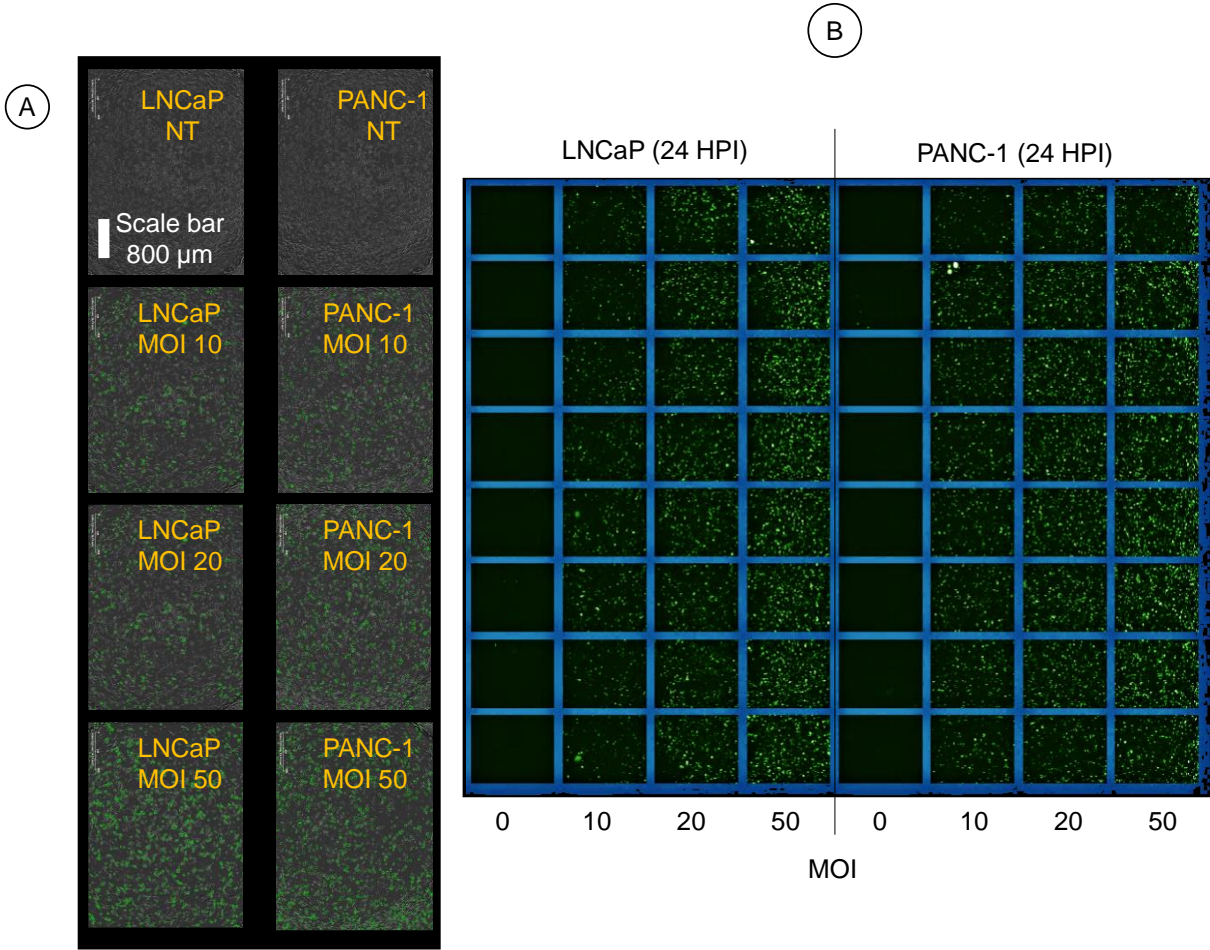 A
B
LNCaP
NT
PANC-1
NT
Scale bar
800 µm
LNCaP
MOI 10
PANC-1
MOI 10
LNCaP
MOI 20
PANC-1
MOI 20
LNCaP
MOI 50
PANC-1
MOI 50
LNCaP (24 HPI)
PANC-1 (24 HPI)
0 10 20 50 0 10 20 50
MOI